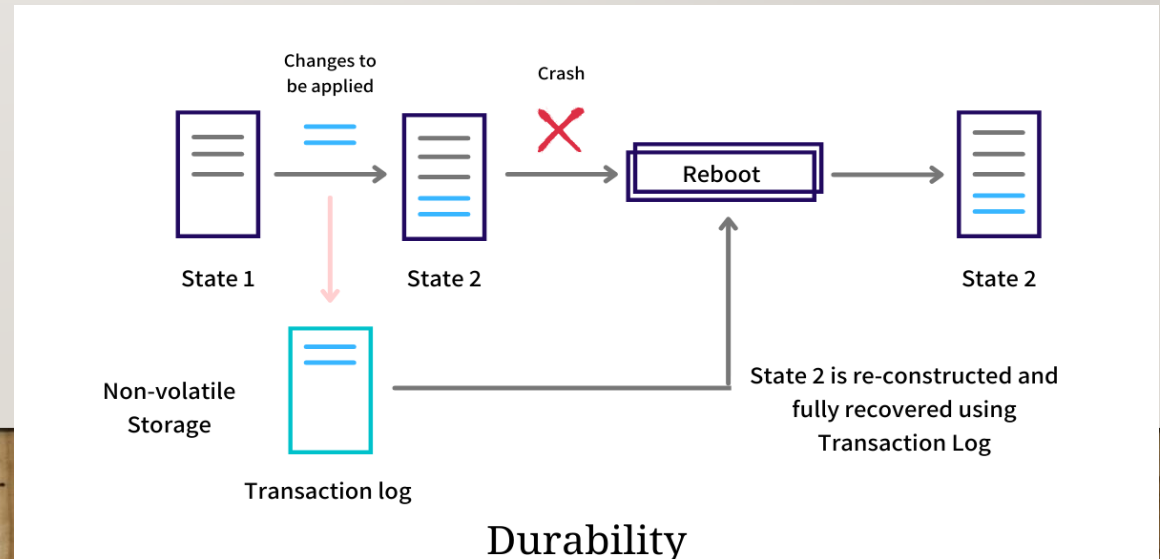 Changes to
be applied
Crash
Reboot
State 1
State 2
State 2
Non-volatile
Storage
State 2 is re-constructed and
fully recovered using
Transaction Log
Transaction log
Durability